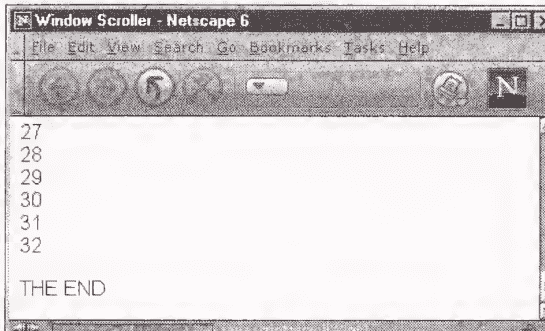 Window Scroller - Netscape 6
File Edit View Search Go Bookmarks Tasks Help
N
27
28
29
30
31
32
THE END